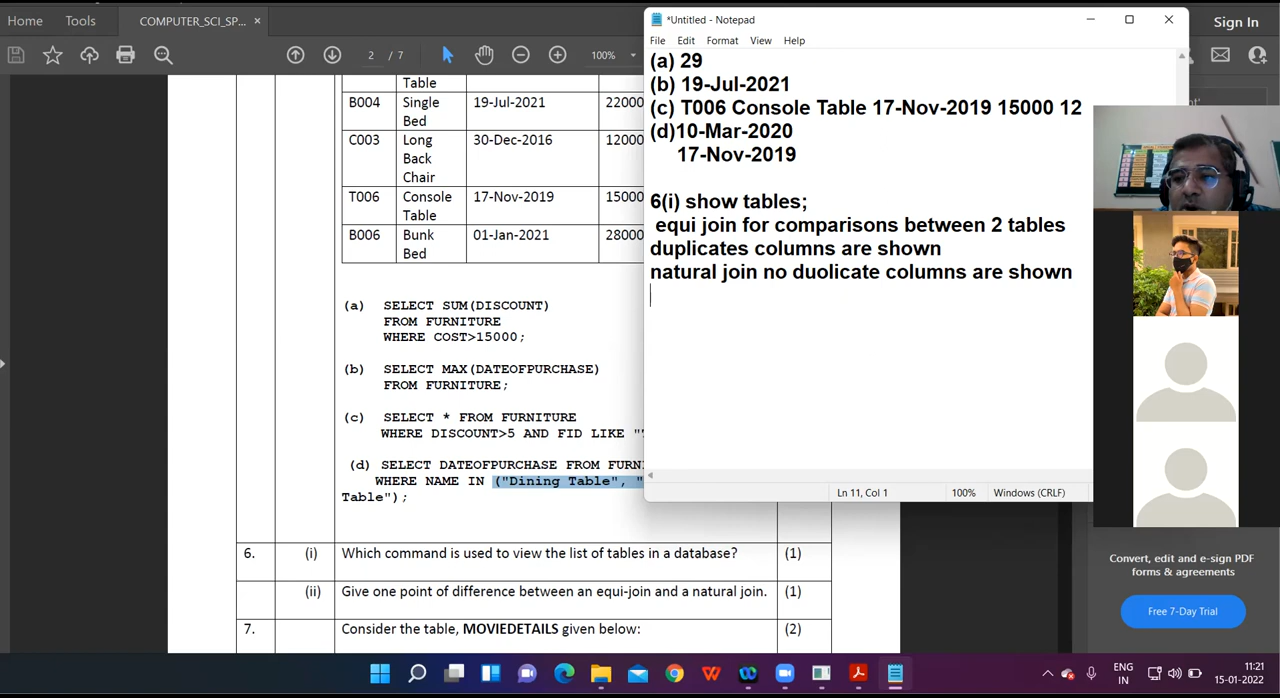 Home Tools COMPUTER_SCI_SP... × Sign In
2 / 7 100%
*Untitled - Notepad
File Edit Format View Help
(a) 29
(b) 19-Jul-2021
(c) T006 Console Table 17-Nov-2019 15000 12
(d)10-Mar-2020
17-Nov-2019
6(i) show tables;
equi join for comparisons between 2 tables
duplicates columns are shown
natural join no duolicate columns are shown
Ln 11, Col 1 100% Windows (CRLF)
Table
B004 Single 19-Jul-2021 22000
Bed
C003 Long 30-Dec-2016 12000
Back
Chair
T006 Console 17-Nov-2019 15000
Table
B006 Bunk 01-Jan-2021 28000
Bed
(a) SELECT SUM(DISCOUNT)
FROM FURNITURE
WHERE COST>15000;
(b) SELECT MAX(DATEOFPURCHASE)
FROM FURNITURE;
(c) SELECT * FROM FURNITURE
WHERE DISCOUNT>5 AND FID LIKE "
(d) SELECT DATEOFPURCHASE FROM FURN
WHERE NAME IN ("Dining Table", "
Table");
6. (i) Which command is used to view the list of tables in a database? (1)
(ii) Give one point of difference between an equi-join and a natural join. (1)
7. Consider the table, MOVIEDETAILS given below: (2)
Convert, edit and e-sign PDF
forms & agreements
Free 7-Day Trial
ENG
IN
11:21
15-01-2022